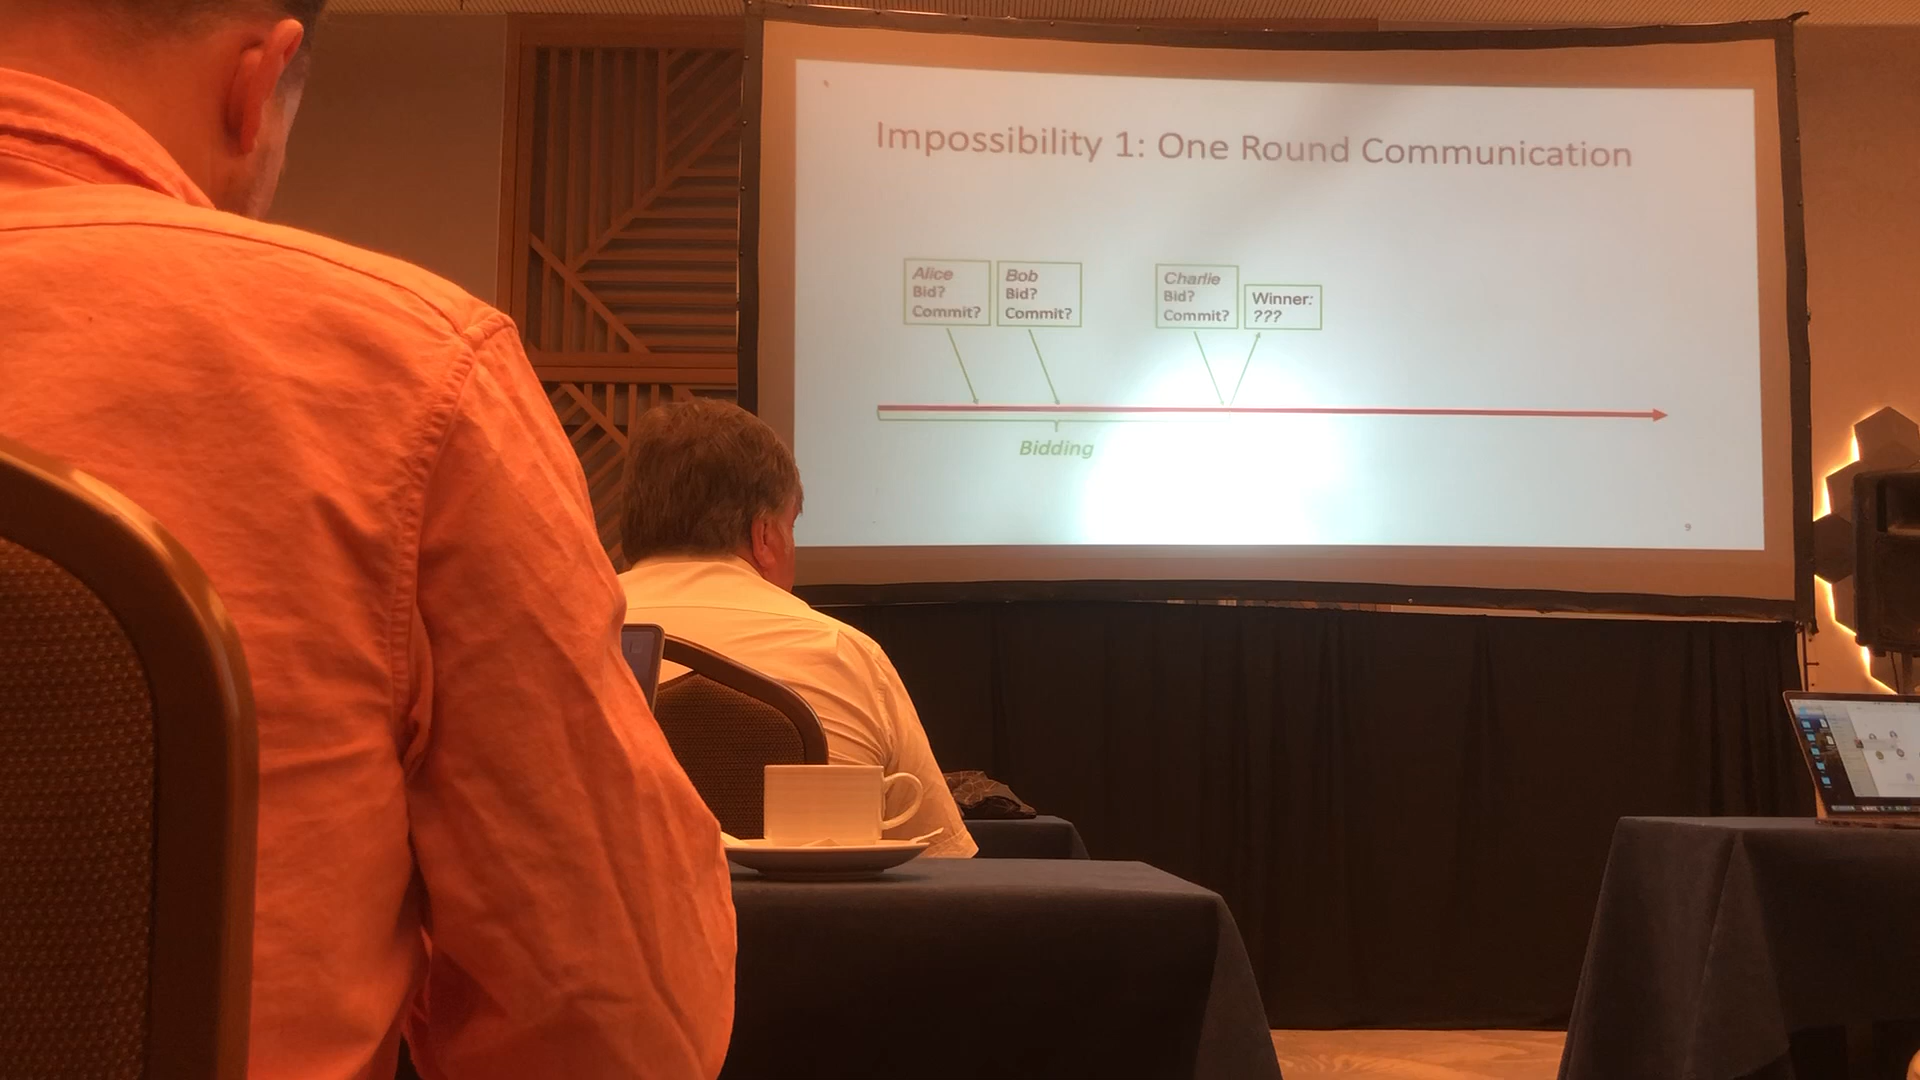 Impossibility 1: One Round Communication
Alice
Bid?
Commit?
Bob
Bid?
Commit?
Charlie
Bid?
Commit?
Winner:
???
Bidding
9